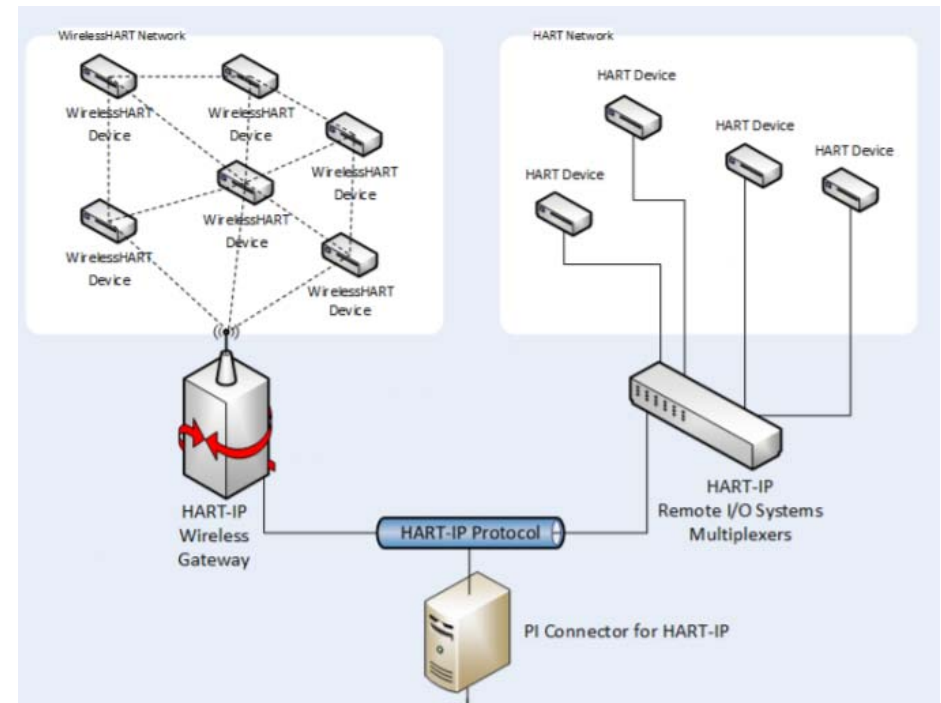 WirelessHART Network
WirelessHART
Device
WirelessHART
Device
WirelessHART
Device
WirelessHART
Device
WirelessHART
Device
WirelessHART
Device
HART Network
HART Device
HART Device
HART Device
HART Device
HART-IP
Wireless
Gateway
HART-IP
Remote I/O Systems
Multiplexers
HART-IP Protocol
PI Connector for HART-IP